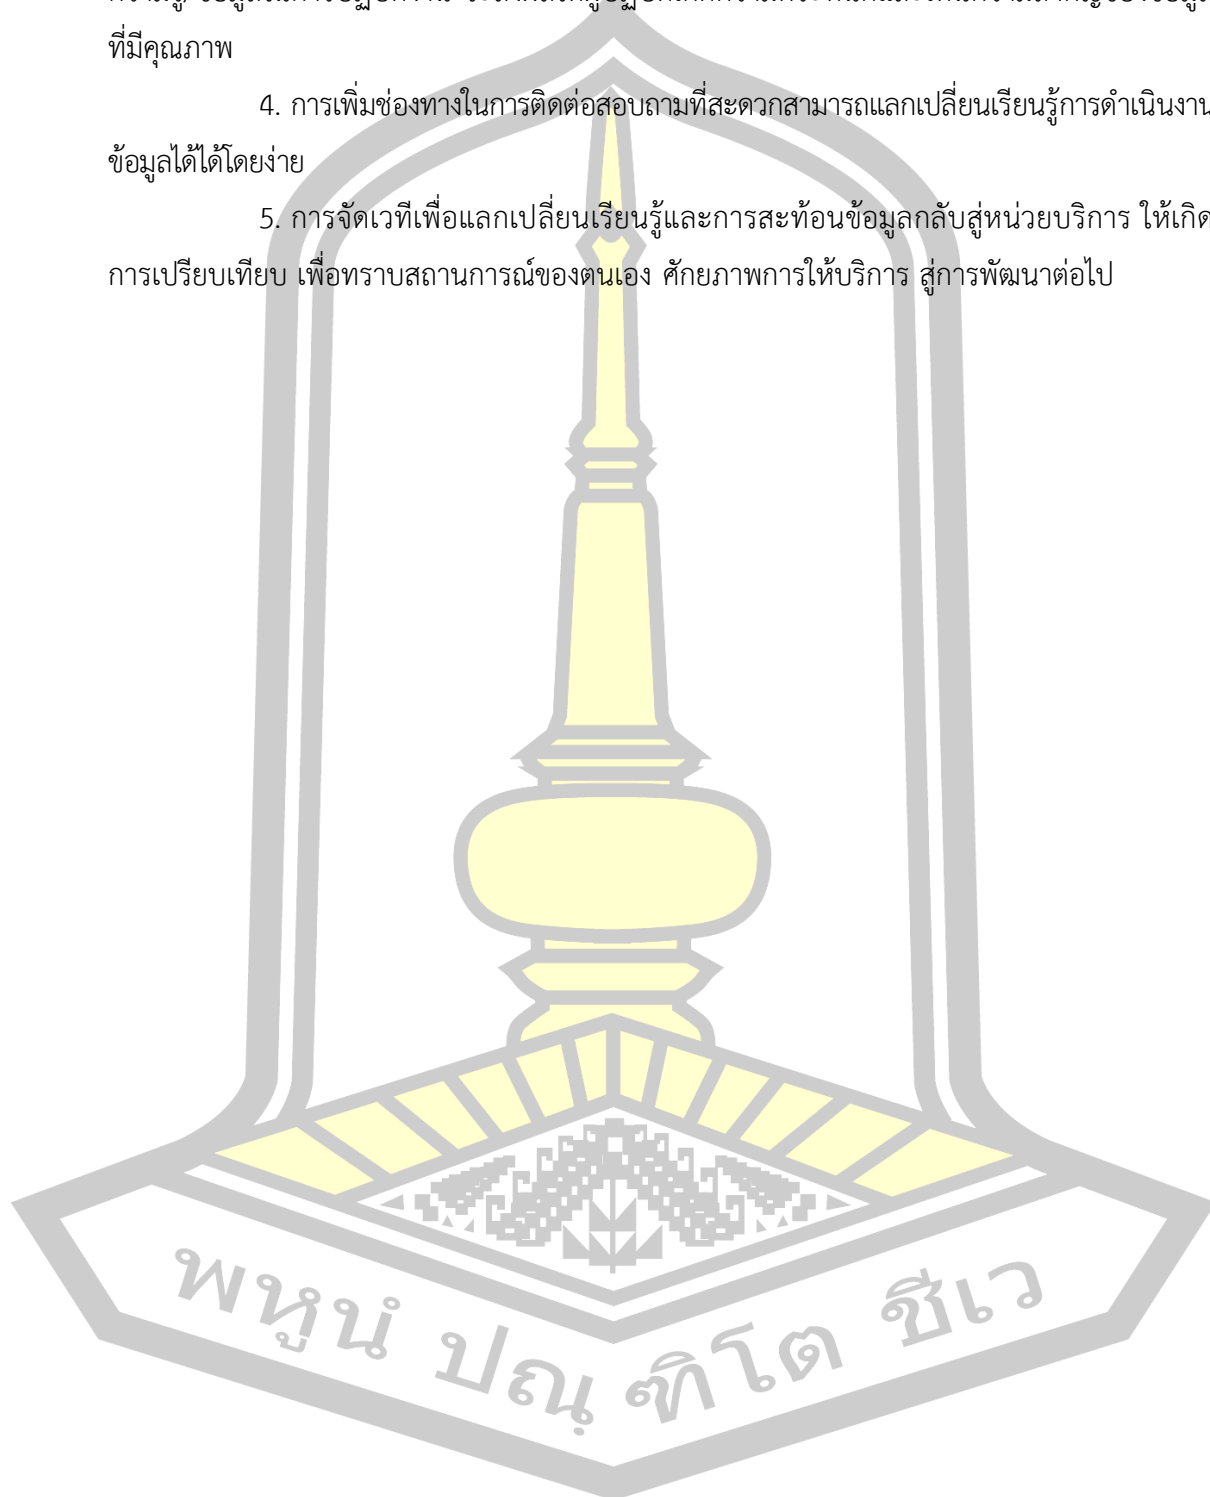 ที่มีคุณภาพ
4. การเพิ่มช่องทางในการติดต่อสอบถามที่สะดวกสามารถแลกเปลี่ยนเรียนรู้การดำเนินงาน
ข้อมูลได้ได้โดยง่าย
5. การจัดเวทีเพื่อแลกเปลี่ยนเรียนรู้และการสะท้อนข้อมูลกลับสู่หน่วยบริการ ให้เกิด
การเปรียบเทียบ เพื่อทราบสถานการณ์ของตนเอง ศักยภาพการให้บริการ สู่การพัฒนาต่อไป
พหูนํ ปณฺฑิโต ชีเว